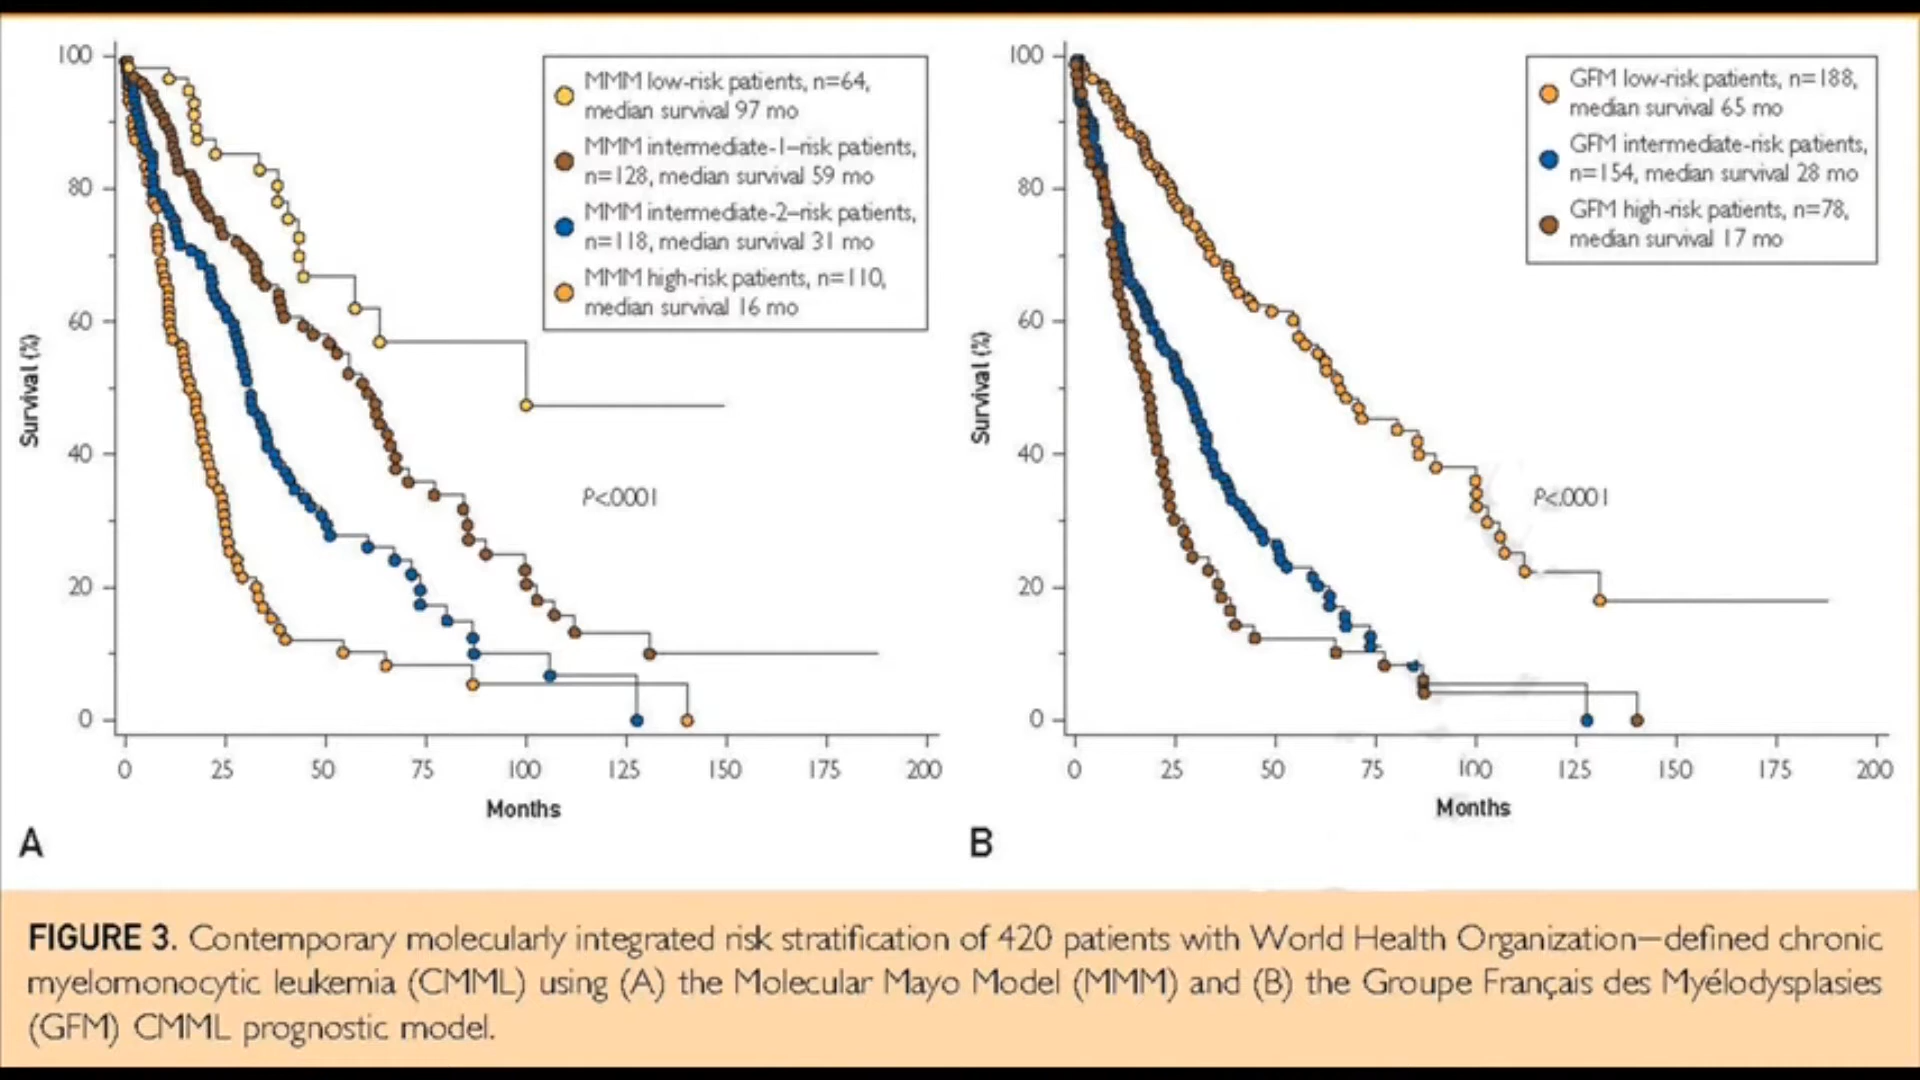 100
80
60
40
20
0
Survival (%)
MMM low-risk patients, n=64,
median survival 97 mo
MMM intermediate-1–risk patients,
n=128, median survival 59 mo
MMM intermediate-2–risk patients,
n=118, median survival 31 mo
MMM high-risk patients, n=110,
median survival 16 mo
P<.0001
0 25 50 75 100 125 150 175 200
Months
A
100
80
60
40
20
0
Survival (%)
GFM low-risk patients, n=188,
median survival 65 mo
GFM intermediate-risk patients,
n=154, median survival 28 mo
GFM high-risk patients, n=78,
median survival 17 mo
P<.0001
0 25 50 75 100 125 150 175 200
Months
B
FIGURE 3. Contemporary molecularly integrated risk stratification of 420 patients with World Health Organization–defined chronic
myelomonocytic leukemia (CMML) using (A) the Molecular Mayo Model (MMM) and (B) the Groupe Français des Myélodysplasies
(GFM) CMML prognostic model.